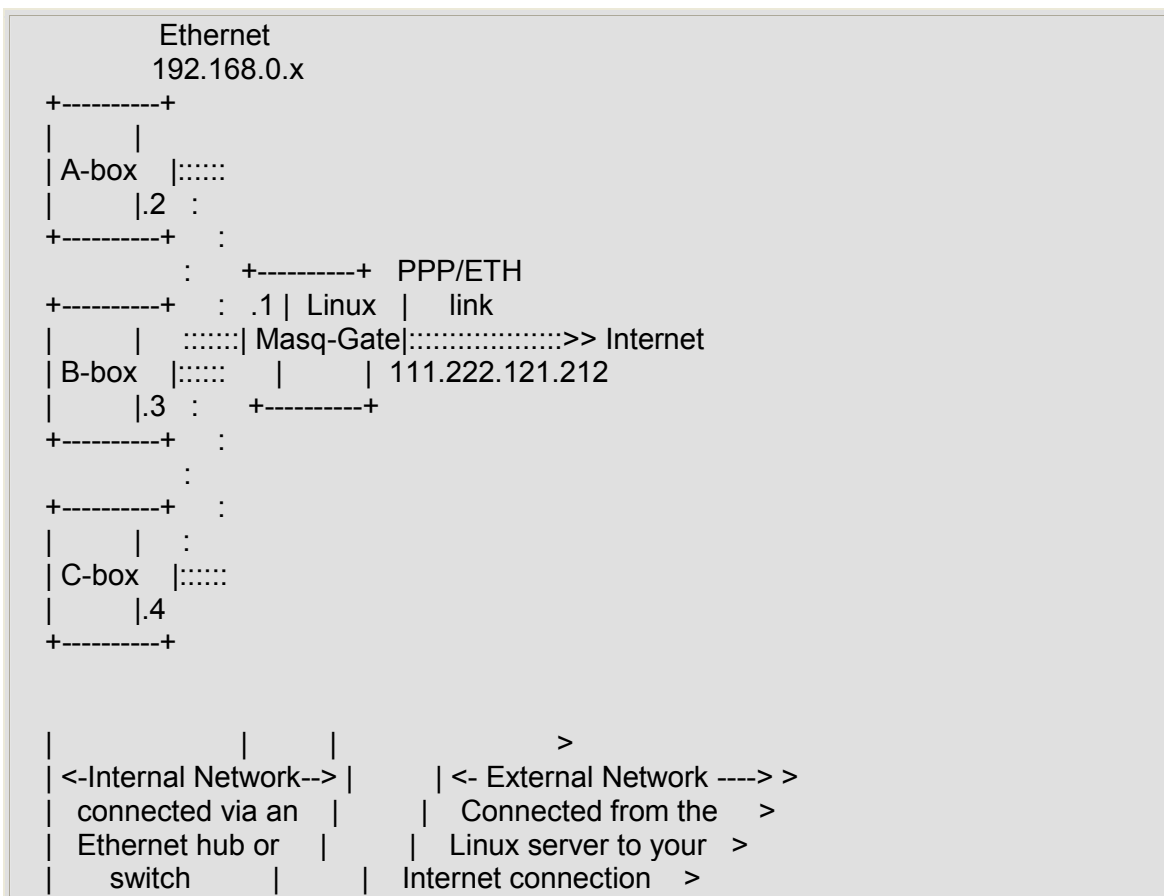 Ethernet
192.168.0.x
+----------+
|          |
| A-box    |::::::
|          |.2   :
+----------+     :
:     +----------+   PPP/ETH
+----------+     :  .1 |  Linux   |     link
|          |     :::::::| Masq-Gate|:::::::::::::::::::>> Internet
| B-box    |::::::     |          |  111.222.121.212
|          |.3   :     +----------+
+----------+     :
:
+----------+     :
|          |     :
| C-box    |::::::
|          |.4
+----------+
|                       |          |                          >
| <-Internal Network--> |          | <- External Network ----> >
|   connected via an    |          |    Connected from the     >
|   Ethernet hub or     |          |   Linux server to your    >
|       switch          |          |  Internet connection     >